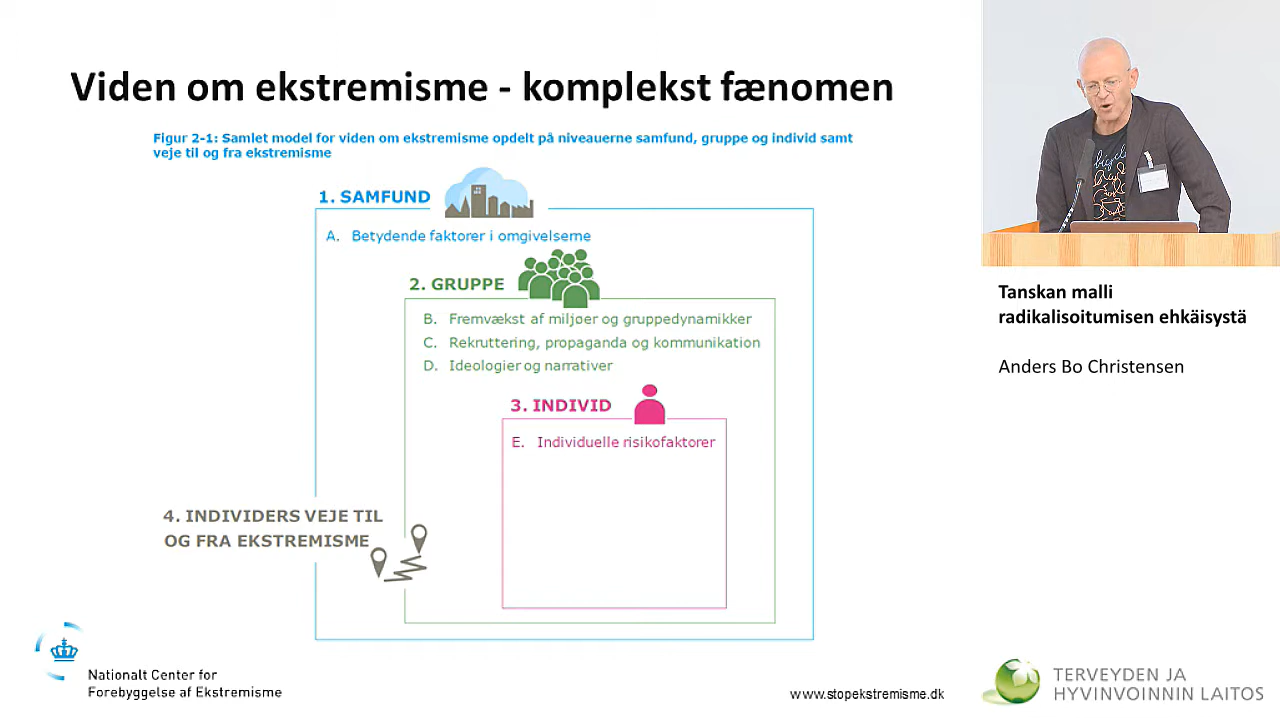 Viden om ekstremisme - komplekst fænomen
Figur 2-1: Samlet model for viden om ekstremisme opdelt på niveauerne samfund, gruppe og individ samt
veje til og fra ekstremisme
1. SAMFUND
A. Betydende faktorer i omgivelserne
2. GRUPPE
B. Fremvækst af miljøer og gruppedynamikker
C. Rekruttering, propaganda og kommunikation
D. Ideologier og narrativer
3. INDIVID
E. Individuelle risikofaktorer
4. INDIVIDERS VEJE TIL
OG FRA EKSTREMISME
Nationalt Center for
Forebyggelse af Ekstremisme
www.stopekstremisme.dk
Tanskan malli
radikalisoitumisen ehkäisystä
Anders Bo Christensen
TERVEYDEN JA
HYVINVOINNIN LAITOS